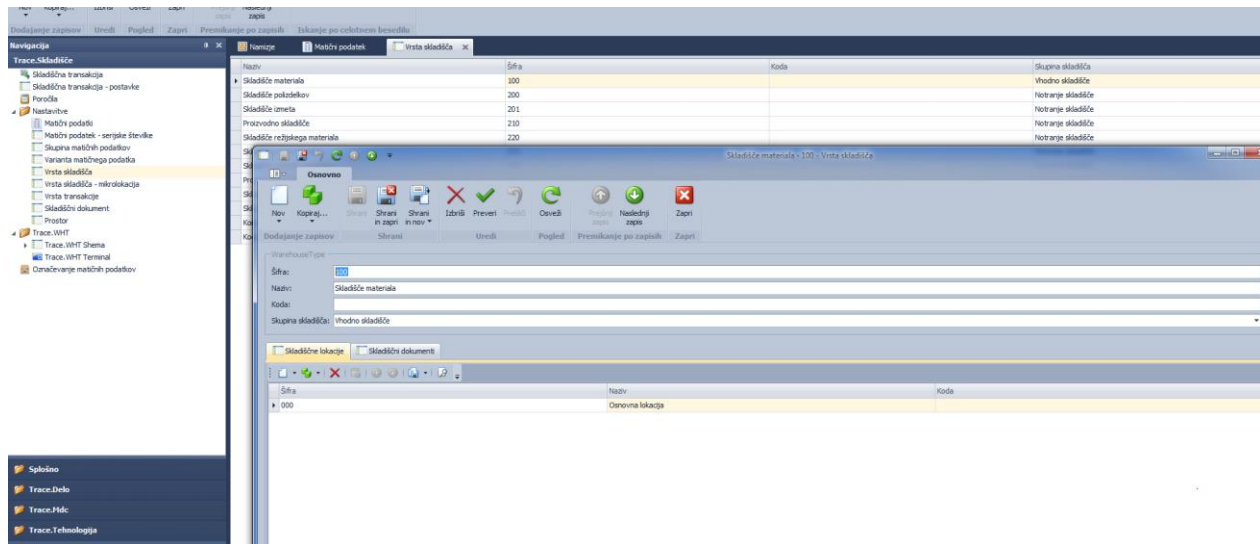 Nov Kopiraj... Izbriši Osveži Zapri Prejšnji zapis Naslednji zapis
Dodajanje zapisov Uredi Pogled Zapri Premikanje po zapisih Iskanje po celotnem besedilu
Navigacija
Namizje Matični podatek Vrsta skladišča
Trace.Skladišče
Naziv Šifra Koda Skupina skladišča
Skladiščna transakcija
Skladiščna transakcija - postavke
Poročila
Nastavitve
Matični podatki
Matični podatek - serijske številke
Skupina matičnih podatkov
Varianta matičnega podatka
Vrsta skladišča
Vrsta skladišča - mikrolokacija
Vrsta transakcije
Skladiščni dokument
Prostor
Trace.WHT
Trace.WHT Shema
Trace.WHT Terminal
Označevanje matičnih podatkov
Splošno
Trace.Delo
Trace.Mdc
Trace.Tehnologija
Skladišče materiala 100 Vhodno skladišče
Skladišče polizdelkov 200 Notranje skladišče
Skladišče izmeta 201 Notranje skladišče
Proizvodno skladišče 210 Notranje skladišče
Skladišče režijskega materiala 220 Notranje skladišče
Skladišče materiala - 100 - Vrsta skladišča
Osnovno
Nov Kopiraj... Shrani Shrani in zapri Shrani in nov Izbriši Preveri Prekliči Osveži Prejšnji zapis Naslednji zapis Zapri
Dodajanje zapisov Shrani Uredi Pogled Premikanje po zapisih Zapri
WarehouseType
Šifra: 100
Naziv: Skladišče materiala
Koda:
Skupina skladišča: Vhodno skladišče
Skladiščne lokacije Skladiščni dokumenti
Šifra Naziv Koda
000 Osnovna lokacija